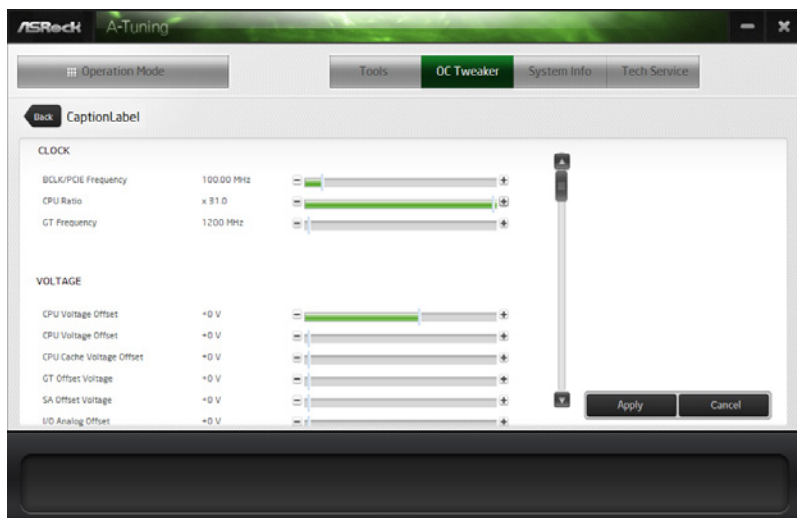 ASRock A-Tuning
Operation Mode Tools OC Tweaker System Info Tech Service
Back CaptionLabel
CLOCK
BCLK/PCIE Frequency 100.00 MHz
CPU Ratio x 31.0
GT Frequency 1200 MHz
VOLTAGE
CPU Voltage Offset +0 V
CPU Voltage Offset +0 V
CPU Cache Voltage Offset +0 V
GT Offset Voltage +0 V
SA Offset Voltage +0 V
I/O Analog Offset +0 V
Apply Cancel